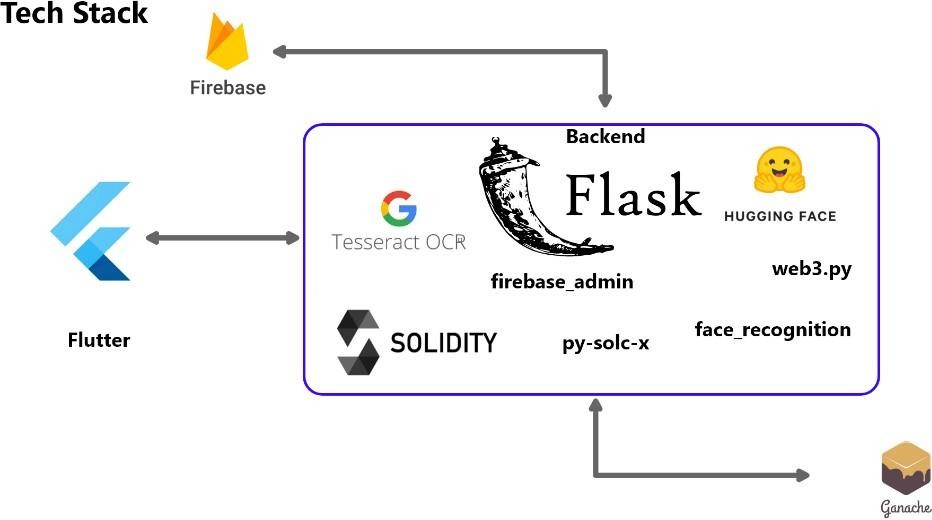 Tech Stack
Firebase
Backend
Flask
HUGGING FACE
Tesseract OCR
web3.py
firebase_admin
face_recognition
Flutter
SOLIDITY
py-solc-x
Ganache